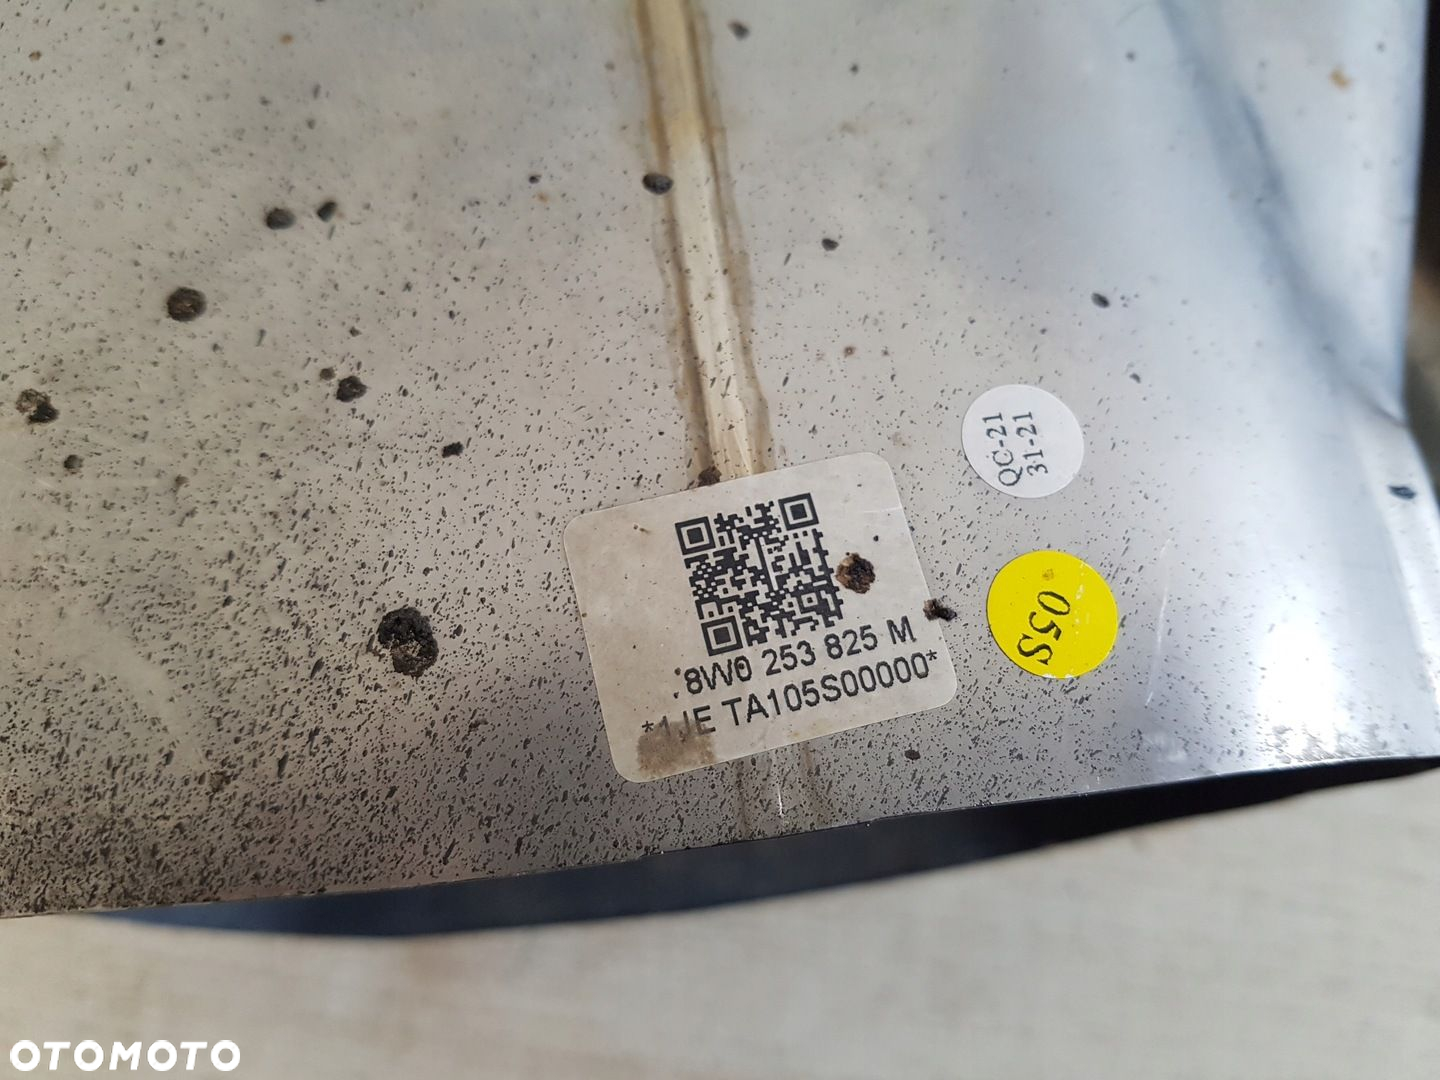 QC-21
31-21
05S
8W0 253 825 M
*1JE TA105S00000*
OTOMOTO